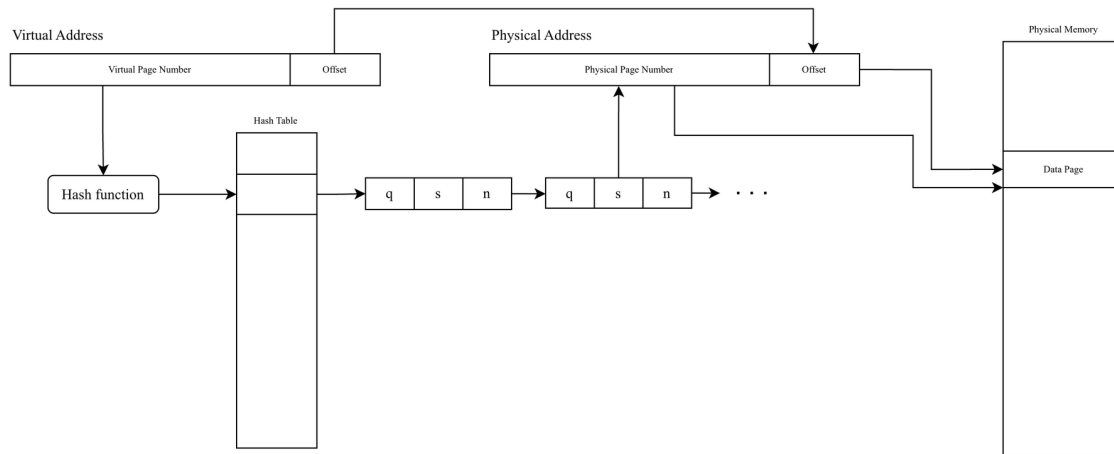 Virtual Address
Physical Address
Physical Memory
Virtual Page Number
Offset
Physical Page Number
Offset
Hash Table
Data Page
Hash function
q
s
n
q
s
n
. . .